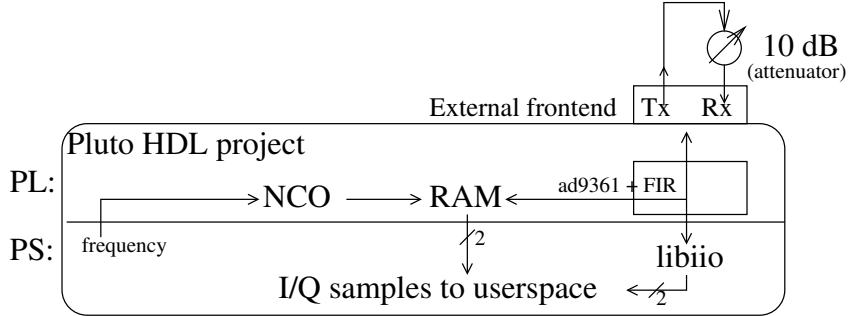 10 dB
(attenuator)
External frontend
Tx Rx
Pluto HDL project
PL:
ad9361 + FIR
NCO
RAM
PS:
frequency
2
libiio
I/Q samples to userspace
2